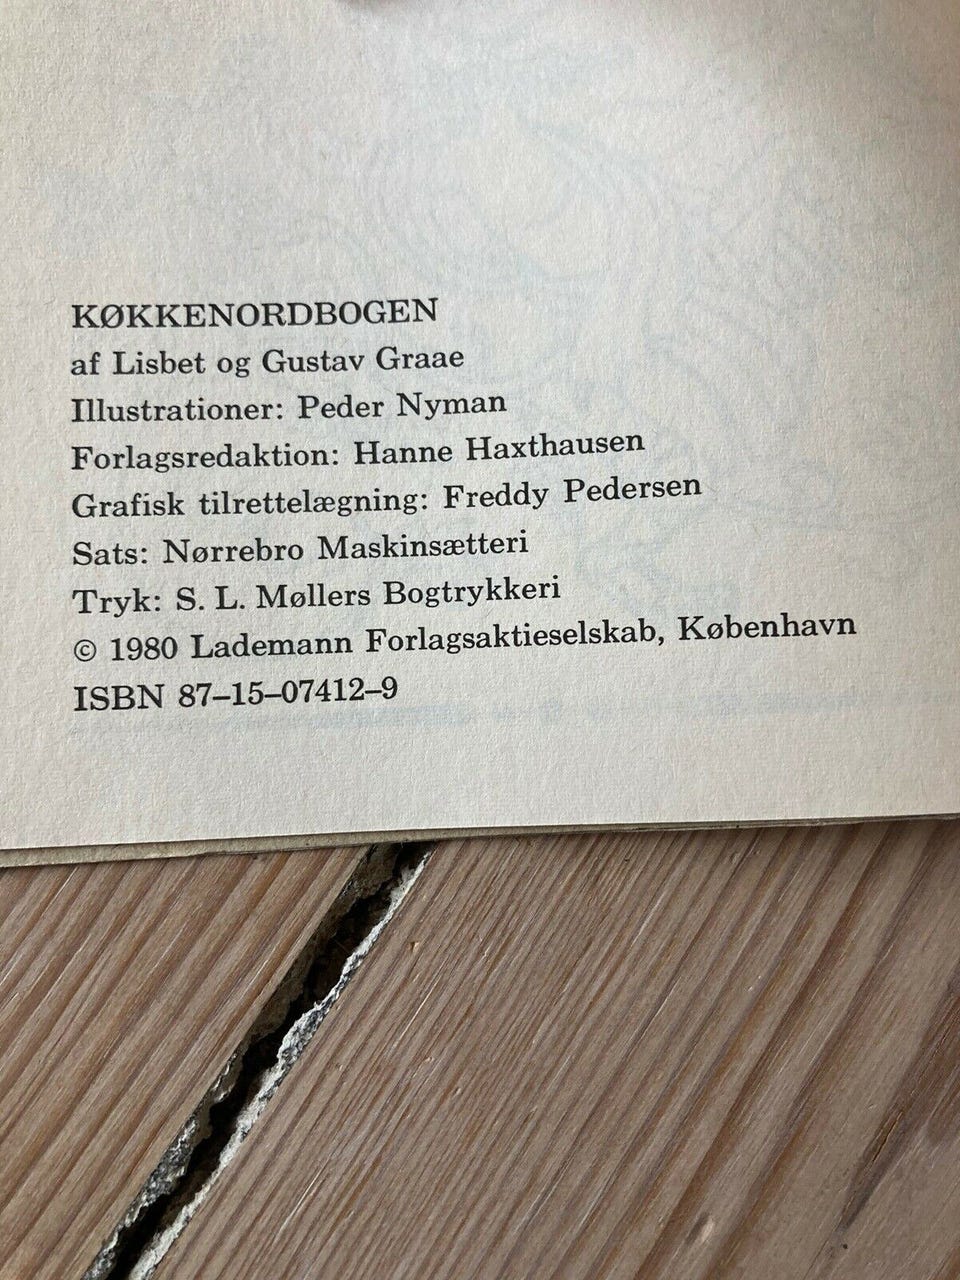 KØKKENORDBOGEN
af Lisbet og Gustav Graae
Illustrationer: Peder Nyman
Forlagsredaktion: Hanne Haxthausen
Grafisk tilrettelægning: Freddy Pedersen
Sats: Nørrebro Maskinsætteri
Tryk: S. L. Møllers Bogtrykkeri
© 1980 Lademann Forlagsaktieselskab, København
ISBN 87–15–07412–9